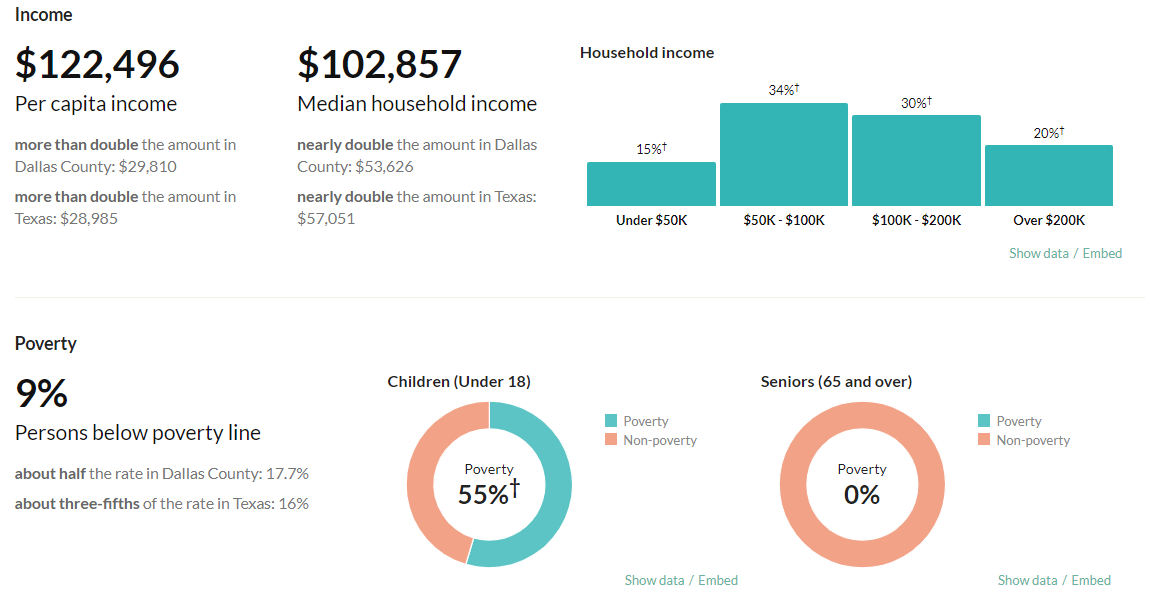 Income
$122,496
Per capita income
more than double the amount in
Dallas County: $29,810
more than double the amount in
Texas: $28,985
$102,857
Median household income
nearly double the amount in Dallas
County: $53,626
nearly double the amount in Texas:
$57,051
Household income
15%†
34%†
30%†
20%†
Under $50K
$50K - $100K
$100K - $200K
Over $200K
Show data / Embed
Poverty
9%
Persons below poverty line
about half the rate in Dallas County: 17.7%
about three-fifths of the rate in Texas: 16%
Children (Under 18)
Poverty
55%†
Poverty
Non-poverty
Show data / Embed
Seniors (65 and over)
Poverty
0%
Poverty
Non-poverty
Show data / Embed